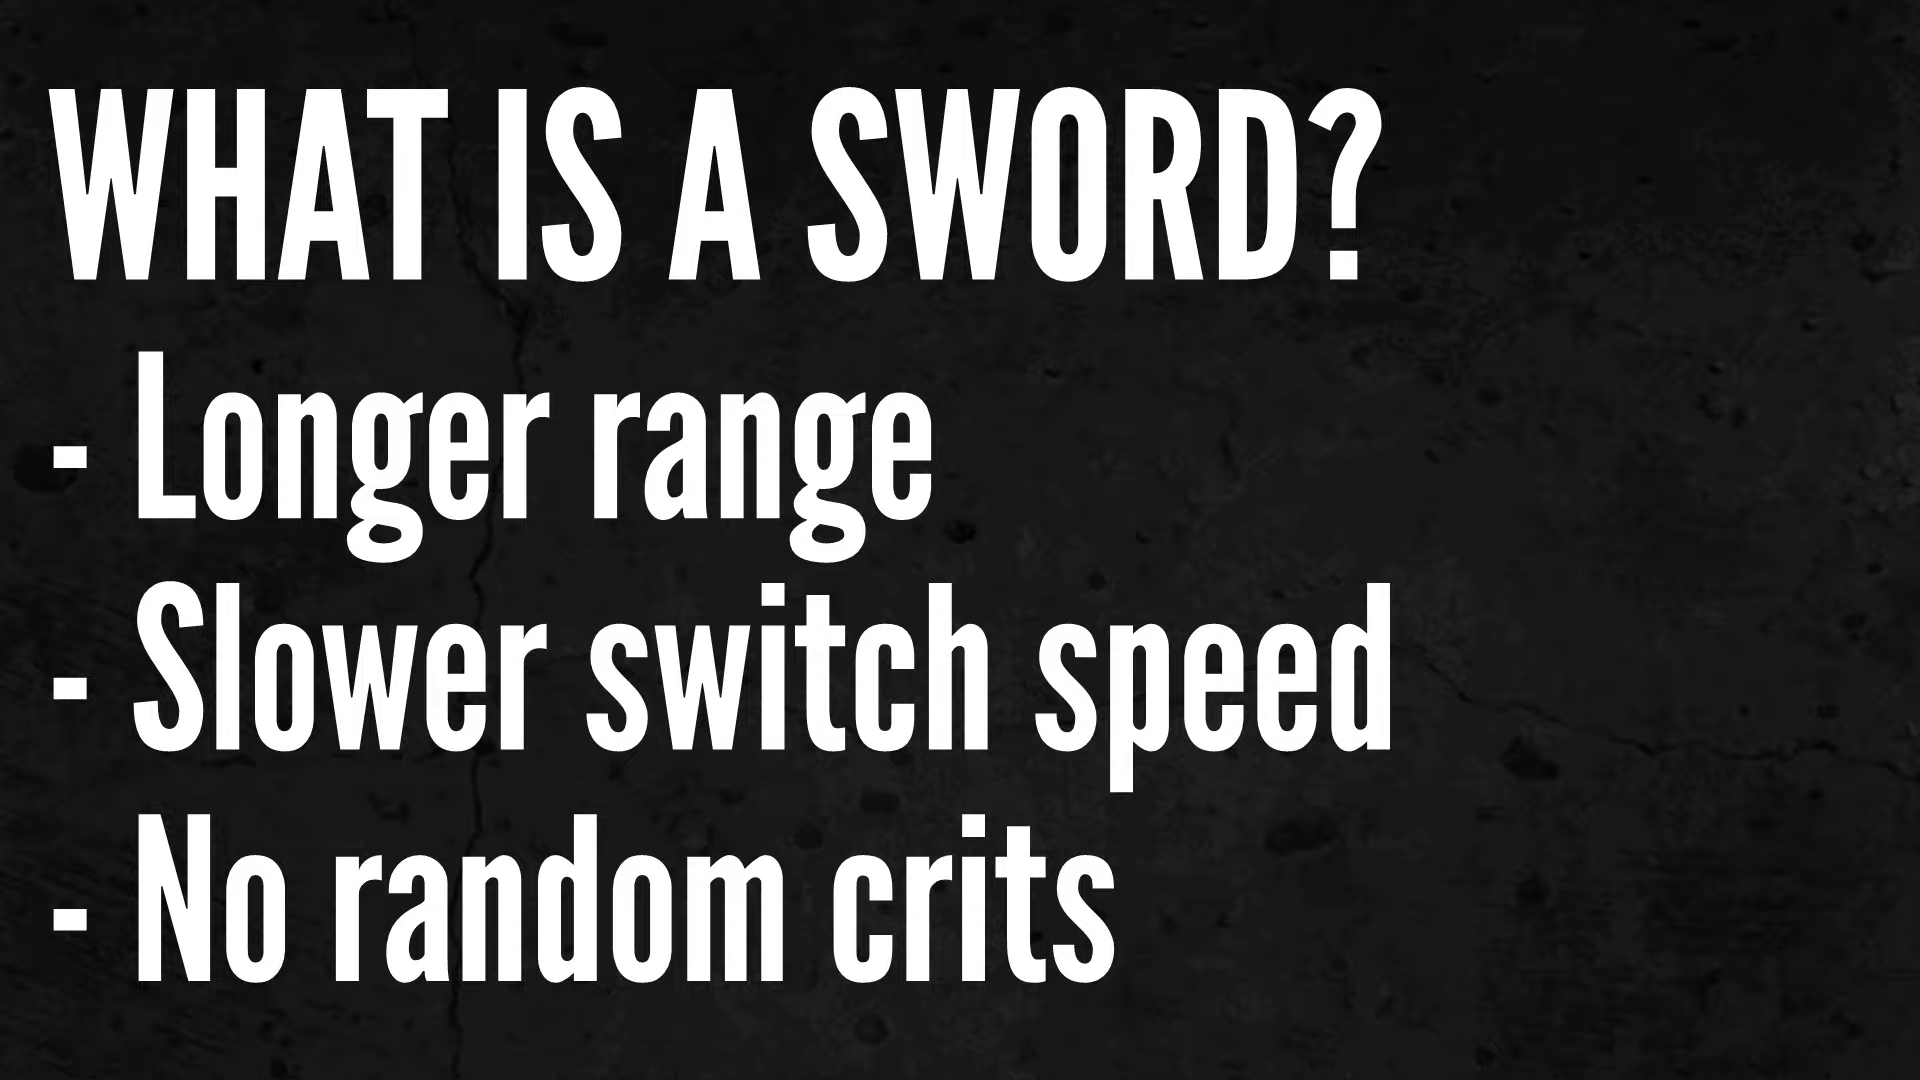 WHAT IS A SWORD?
- Longer range
- Slower switch speed
- No random crits